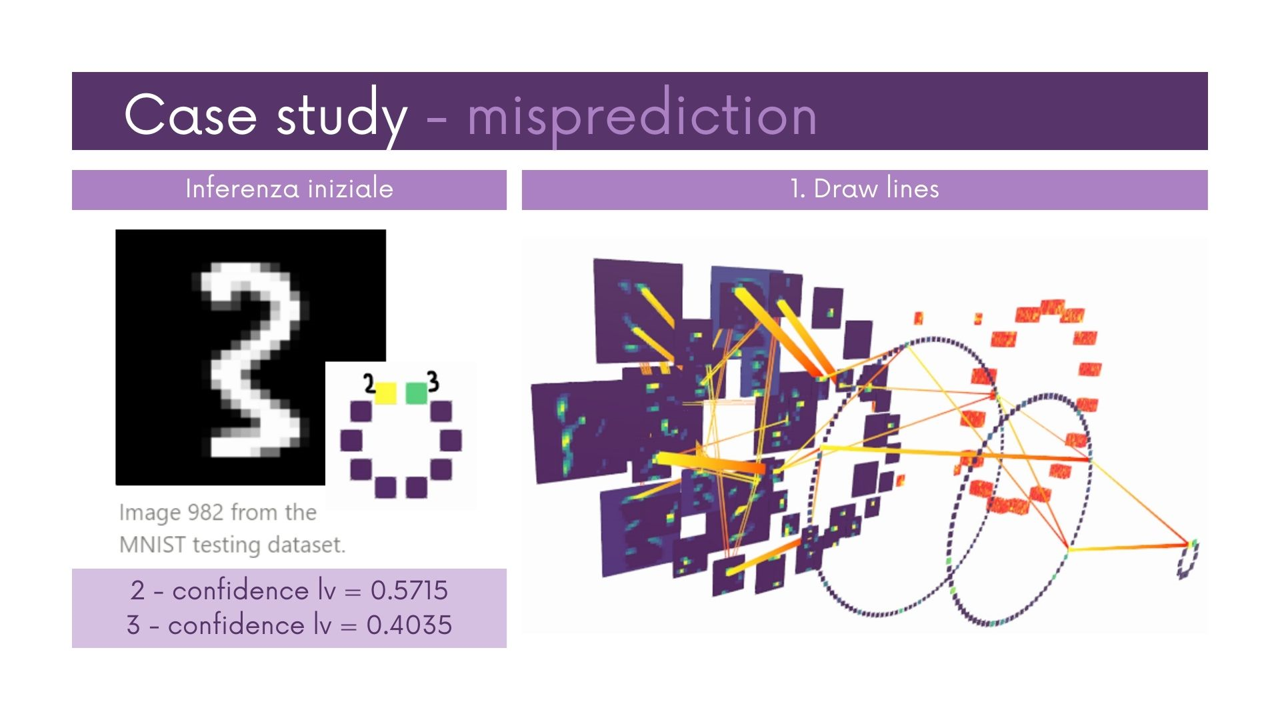 Case study - misprediction
Inferenza iniziale
2 3
Image 982 from the
MNIST testing dataset.
2 - confidence lv = 0.5715
3 - confidence lv = 0.4035
1. Draw lines